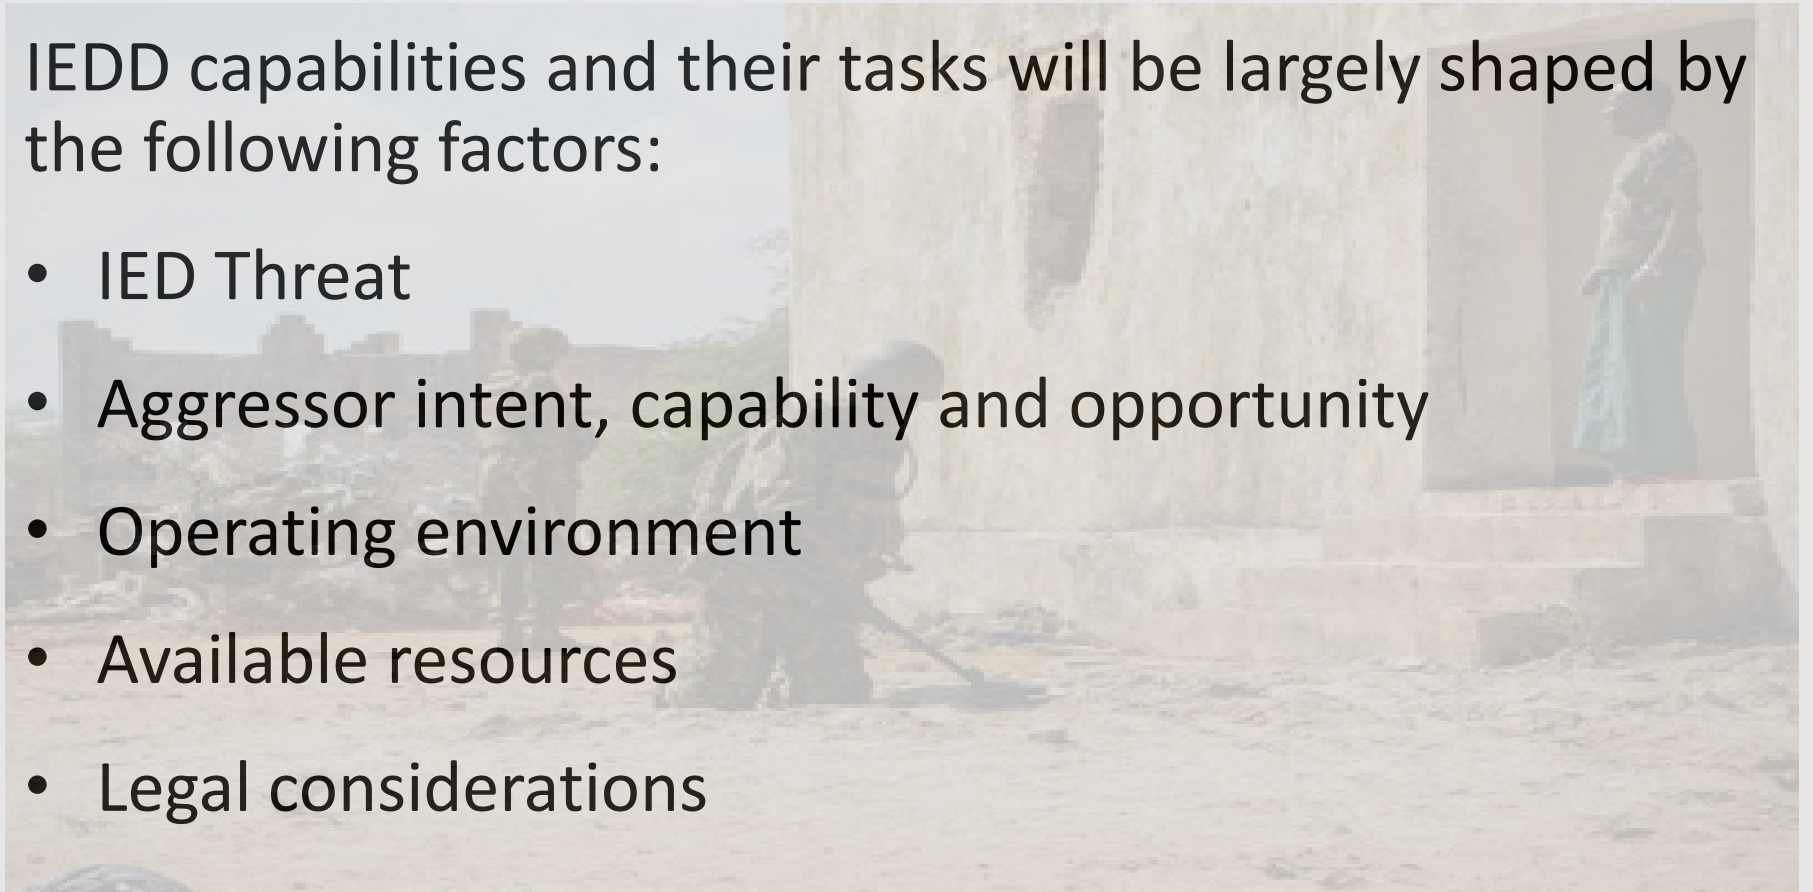 IEDD capabilities and their tasks will be largely shaped by
the following factors:
• IED Threat
• Aggressor intent, capability and opportunity
• Operating environment
• Available resources
• Legal considerations